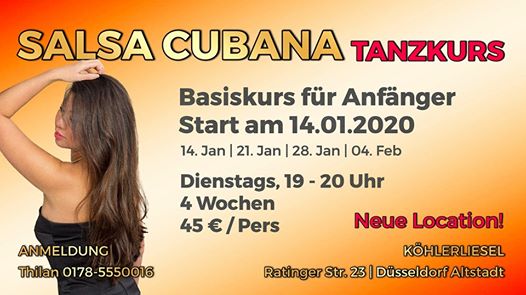 SALSA CUBANA TANZKURS
Basiskurs für Anfänger
Start am 14.01.2020
14. Jan | 21. Jan | 28. Jan | 04. Feb
Dienstags, 19 - 20 Uhr
4 Wochen
45 € / Pers
Neue Location!
ANMELDUNG
Thilan 0178-5550016
KÖHLERLIESEL
Ratinger Str. 23 | Düsseldorf Altstadt